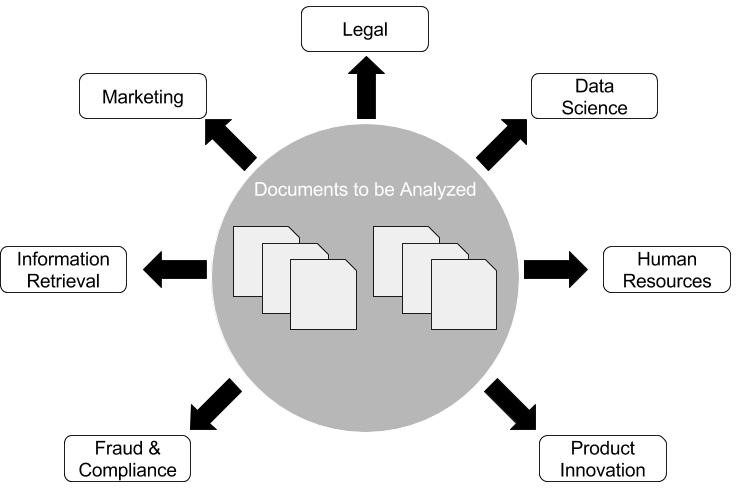 Legal
Marketing
Data
Science
Documents to be Analyzed
Information
Retrieval
Human
Resources
Fraud &
Compliance
Product
Innovation